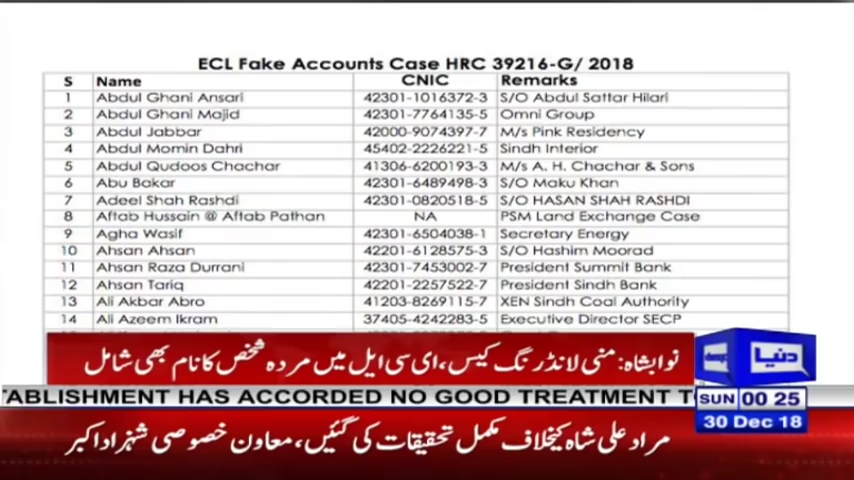 ECL Fake Accounts Case HRC 39216-G/ 2018
S Name CNIC Remarks
1 Abdul Ghani Ansari 42301-1016372-3 S/O Abdul Sattar Hilari
2 Abdul Ghani Majid 42301-7764135-5 Omni Group
3 Abdul Jabbar 42000-9074397-7 M/s Pink Residency
4 Abdul Momin Dahri 45402-2226221-5 Sindh Interior
5 Abdul Qudoos Chachar 41306-6200193-3 M/s A. H. Chachar & Sons
6 Abu Bakar 42301-6489498-3 S/O Maku Khan
7 Adeel Shah Rashdi 42301-0820518-5 S/O HASAN SHAH RASHDI
8 Aftab Hussain @ Aftab Pathan NA PSM Land Exchange Case
9 Agha Wasif 42301-6504038-1 Secretary Energy
10 Ahsan Ahsan 42201-6128575-3 S/O Hashim Moorad
11 Ahsan Raza Durrani 42301-7453002-7 President Summit Bank
12 Ahsan Tariq 42201-2257522-7 President Sindh Bank
13 Ali Akbar Abro 41203-8269115-7 XEN Sindh Coal Authority
14 Ali Azeem Ikram 37405-4242283-5 Executive Director SECP
نوابشاہ: منی لانڈرنگ کیس، ای سی ایل میں مردہ شخص کا نام بھی شامل
دنیا
TABLISHMENT HAS ACCORDED NO GOOD TREATMENT T
SUN 00 25
30 Dec 18
مراد علی شاہ کیخلاف مکمل تحقیقات کی گئیں، معاون خصوصی شہزاد اکبر